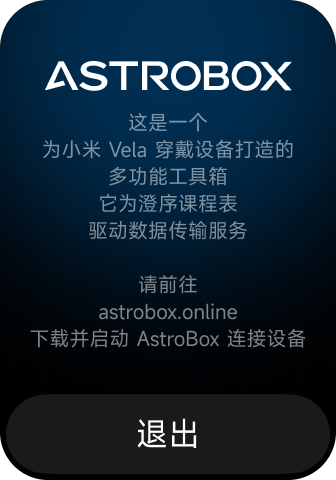 ASTROBOX
这是一个
为小米 Vela 穿戴设备打造的
多功能工具箱
它为澄序课程表
驱动数据传输服务
请前往
astrobox.online
下载并启动 AstroBox 连接设备
退出